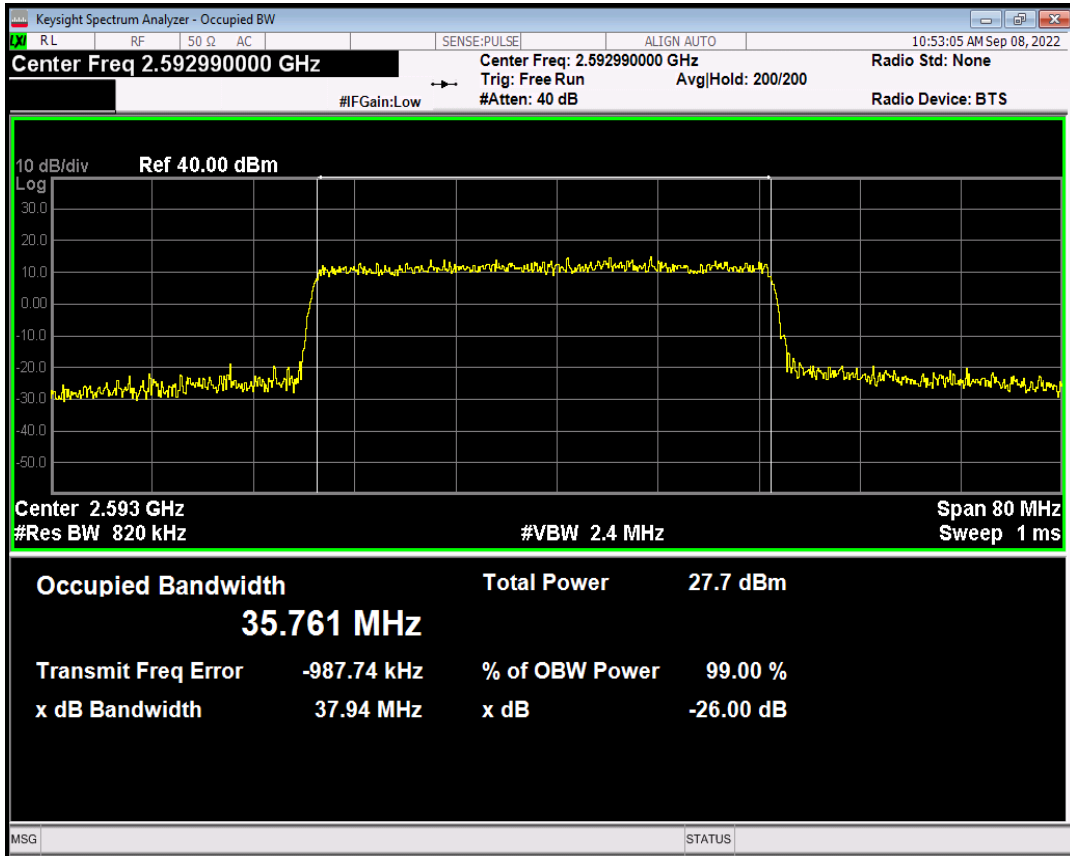 Keysight Spectrum Analyzer - Occupied BW
LXI RL RF 50 Ω AC SENSE:PULSE ALIGN AUTO 10:53:05 AM Sep 08, 2022
Center Freq 2.592990000 GHz Center Freq: 2.592990000 GHz Radio Std: None
Trig: Free Run Avg|Hold: 200/200
#IFGain:Low #Atten: 40 dB Radio Device: BTS
10 dB/div Ref 40.00 dBm
Log
30.0
20.0
10.0
0.00
-10.0
-20.0
-30.0
-40.0
-50.0
Center 2.593 GHz Span 80 MHz
#Res BW 820 kHz #VBW 2.4 MHz Sweep 1 ms
Occupied Bandwidth Total Power 27.7 dBm
35.761 MHz
Transmit Freq Error -987.74 kHz % of OBW Power 99.00 %
x dB Bandwidth 37.94 MHz x dB -26.00 dB
MSG STATUS